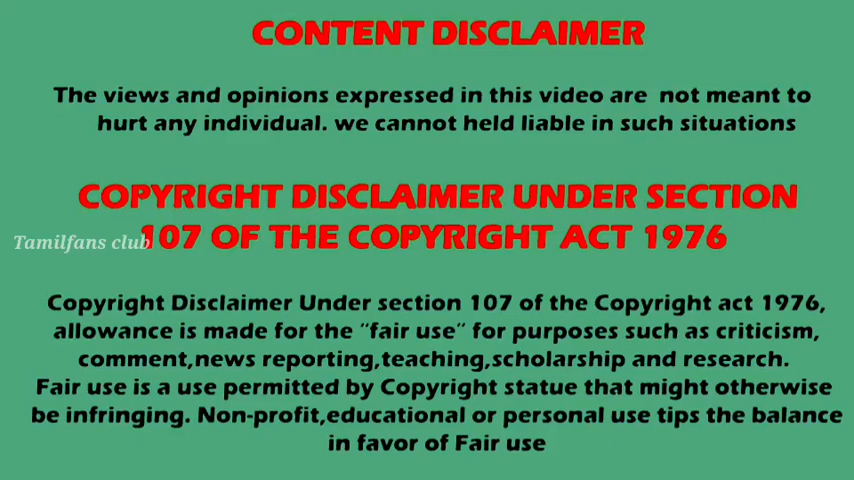 CONTENT DISCLAIMER
The views and opinions expressed in this video are not meant to
hurt any individual. we cannot held liable in such situations
COPYRIGHT DISCLAIMER UNDER SECTION
107 OF THE COPYRIGHT ACT 1976
Tamilfans club
Copyright Disclaimer Under section 107 of the Copyright act 1976,
allowance is made for the "fair use" for purposes such as criticism,
comment,news reporting,teaching,scholarship and research.
Fair use is a use permitted by Copyright statue that might otherwise
be infringing. Non-profit,educational or personal use tips the balance
in favor of Fair use